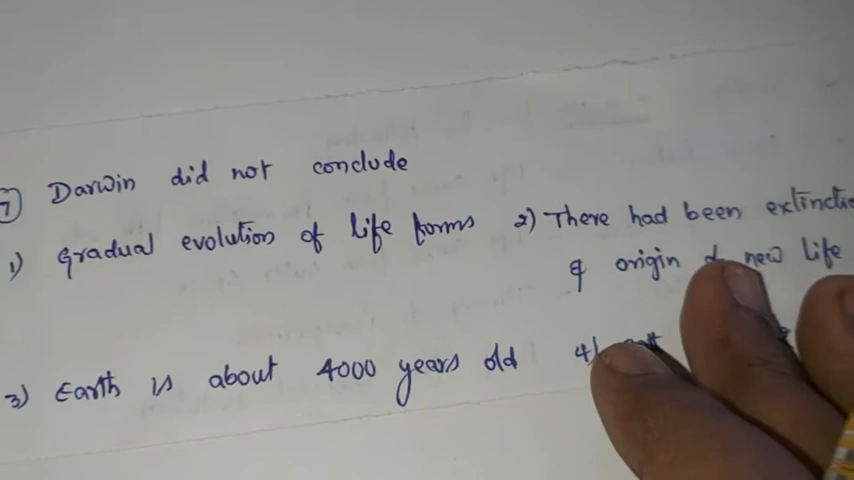 7 Darwin did not conclude
1) Gradual evolution of life forms 2) There had been
& origin of new life
3) Earth is about 4000 years old 4)